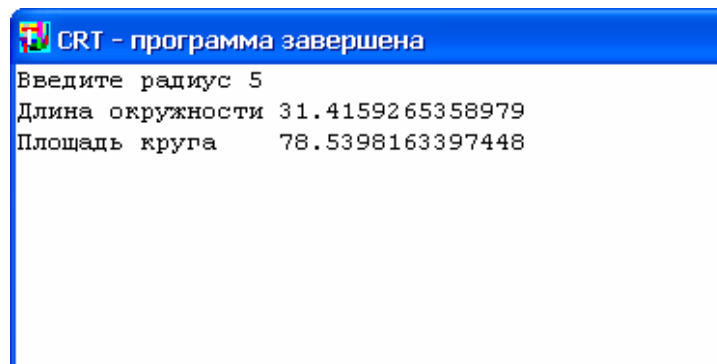 CRT - программа завершена
Введите радиус 5
Длина окружности 31.4159265358979
Площадь круга 78.5398163397448